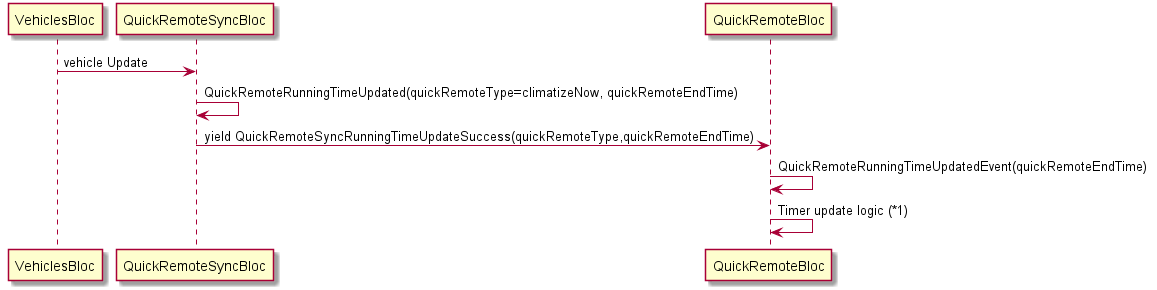 VehiclesBloc
QuickRemoteSyncBloc
QuickRemoteBloc
vehicle Update
QuickRemoteRunningTimeUpdated(quickRemoteType=climatizeNow, quickRemoteEndTime)
yield QuickRemoteSyncRunningTimeUpdateSuccess(quickRemoteType,quickRemoteEndTime)
QuickRemoteRunningTimeUpdatedEvent(quickRemoteEndTime)
Timer update logic (*1)
VehiclesBloc
QuickRemoteSyncBloc
QuickRemoteBloc